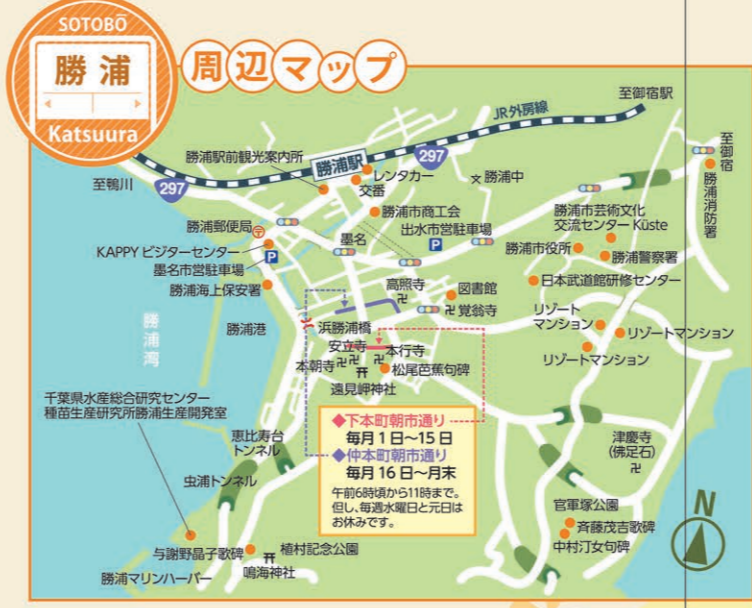 SOTOBŌ
勝浦
Katsuura
周辺マップ
至御宿駅
JR外房線
297
勝浦駅
勝浦駅前観光案内所
レンタカー
交番
文勝浦中
至御宿
勝浦消防署
至鴨川
297
勝浦市商工会
出水市営駐車場
P
勝浦市芸術文化
交流センター Küste
勝浦郵便局
墨名
勝浦市役所
勝浦警察署
KAPPY ビジターセンター
墨名市営駐車場
P
高照寺
図書館
日本武道館研修センター
勝浦海上保安署
覚翁寺
リゾート
マンション
勝浦湾
勝浦港
浜勝浦橋
リゾートマンション
安立寺
本行寺
リゾートマンション
本朝寺
松尾芭蕉句碑
遠見岬神社
千葉県水産総合研究センター
種苗生産研究所勝浦生産開発室
◆下本町朝市通り
毎月1日〜15日
◆仲本町朝市通り
毎月16日〜月末
午前6時頃から11時まで。
但し、毎週水曜日と元日は
お休みです。
恵比寿台
トンネル
津慶寺
(佛足石)
虫浦トンネル
官軍塚公園
斉藤茂吉歌碑
中村汀女句碑
N
与謝野晶子歌碑
植村記念公園
勝浦マリンハーバー
鳴海神社